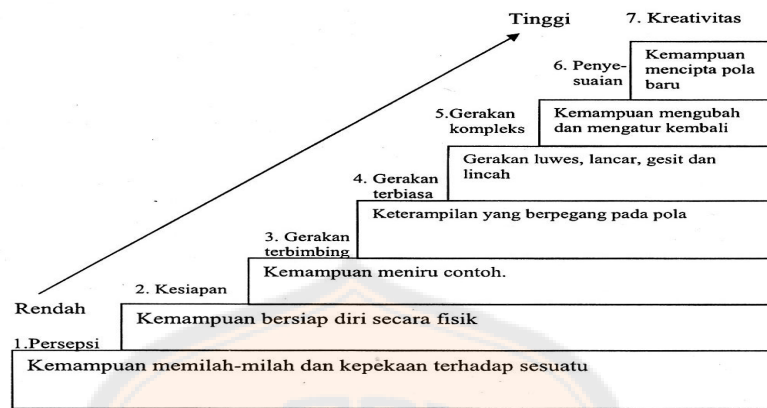 Tinggi
7. Kreativitas
Kemampuan
mencipta pola
baru
6. Penye-
suaian
Kemampuan mengubah
dan mengatur kembali
5.Gerakan
kompleks
Gerakan luwes, lancar, gesit dan
lincah
4. Gerakan
terbiasa
Keterampilan yang berpegang pada pola
3. Gerakan
terbimbing
Kemampuan meniru contoh.
2. Kesiapan
Kemampuan bersiap diri secara fisik
Rendah
1.Persepsi
Kemampuan memilah-milah dan kepekaan terhadap sesuatu